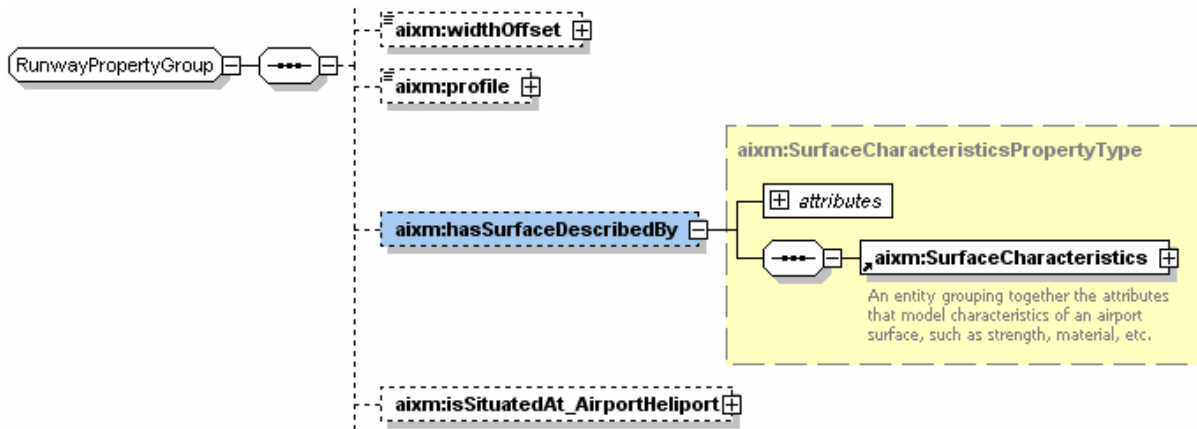 aixm:widthOffset
RunwayPropertyGroup
aixm:profile
aixm:SurfaceCharacteristicsPropertyType
attributes
aixm:hasSurfaceDescribedBy
aixm:SurfaceCharacteristics
An entity grouping together the attributes
that model characteristics of an airport
surface, such as strength, material, etc.
aixm:isSituatedAt_AirportHeliport